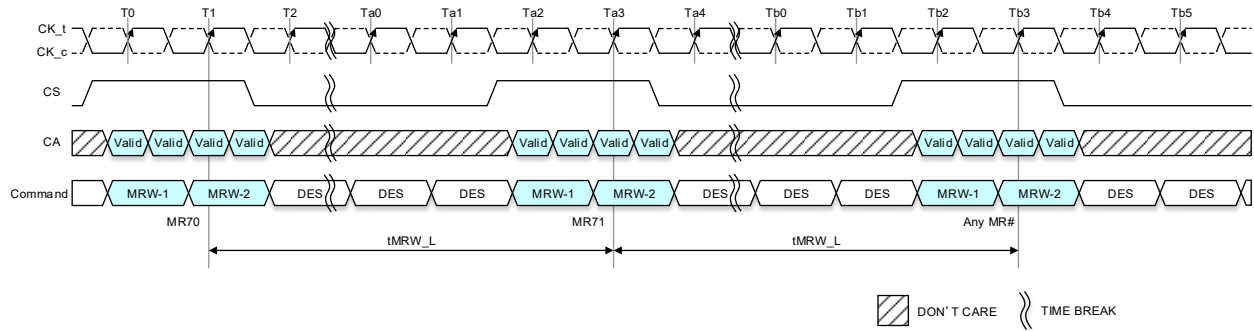 T0 T1 T2 Ta0 Ta1 Ta2 Ta3 Ta4 Tb0 Tb1 Tb2 Tb3 Tb4 Tb5
CK_t
CK_c
CS
CA Valid Valid Valid Valid Valid Valid Valid Valid Valid Valid Valid Valid
Command MRW-1 MRW-2 DES DES DES MRW-1 MRW-2 DES DES DES MRW-1 MRW-2 DES DES
MR70 MR71 Any MR#
tMRW_L tMRW_L
DON'T CARE TIME BREAK